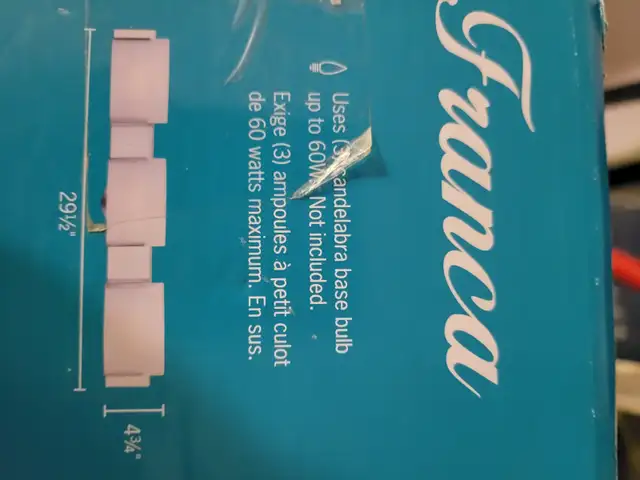 Franca
Uses (3) candelabra base bulb
up to 60W. Not included.
Exige (3) ampoules à petit culot
de 60 watts maximum. En sus.
29½"
4¾"